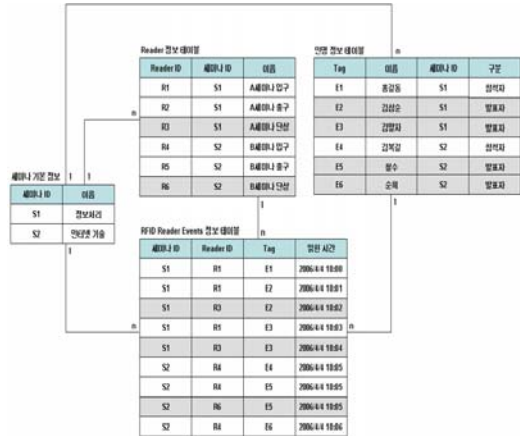 Reader 정보 테이블
Reader ID 세미나 ID 이름
R1 S1 A세미나 입구
R2 S1 A세미나 출구
R3 S1 A세미나 단상
R4 S2 B세미나 입구
R5 S2 B세미나 출구
R6 S2 B세미나 단상
인명 정보 테이블
Tag 이름 세미나 ID 구분
E1 홍길동 S1 참석자
E2 김삼순 S1 발표자
E3 S1 발표자
E4 김복길 S2 참석자
E5 S2 발표자
E6 순혜 S2 발표자
세미나 기본 정보
세미나 ID 이름
S1 정보처리
S2 인터넷 기술
RFID Reader Events 정보 테이블
세미나 ID Reader ID Tag 읽힌 시간
S1 R1 E1 2006/4/4 10:00
S1 R1 E2 2006/4/4 10:01
S1 R3 E2 2006/4/4 10:02
S1 R1 E3 2006/4/4 10:03
S1 R3 E3 2006/4/4 10:04
S2 R4 E4 2006/4/4 10:05
S2 R4 E5 2006/4/4 10:05
S2 R6 E5 2006/4/4 10:05
S2 R4 E6 2006/4/4 10:06
n
n
1
1
1
n
1
1
n
n